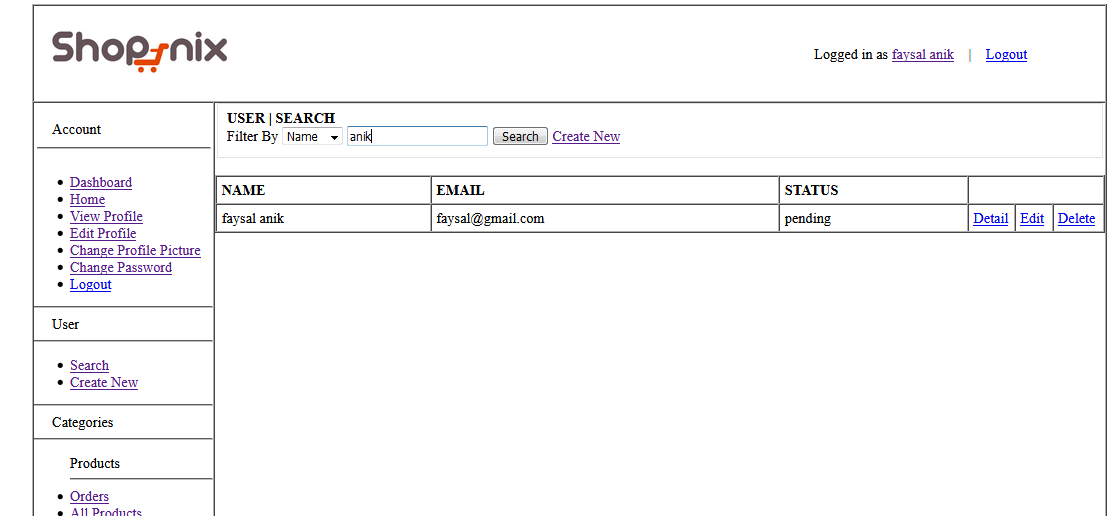 Shopnix
Logged in as faysal anik | Logout
Account
Dashboard
Home
View Profile
Edit Profile
Change Profile Picture
Change Password
Logout
User
Search
Create New
Categories
Products
Orders
All Products
USER | SEARCH
Filter By Name anik Search Create New
NAME EMAIL STATUS
faysal anik faysal@gmail.com pending Detail Edit Delete